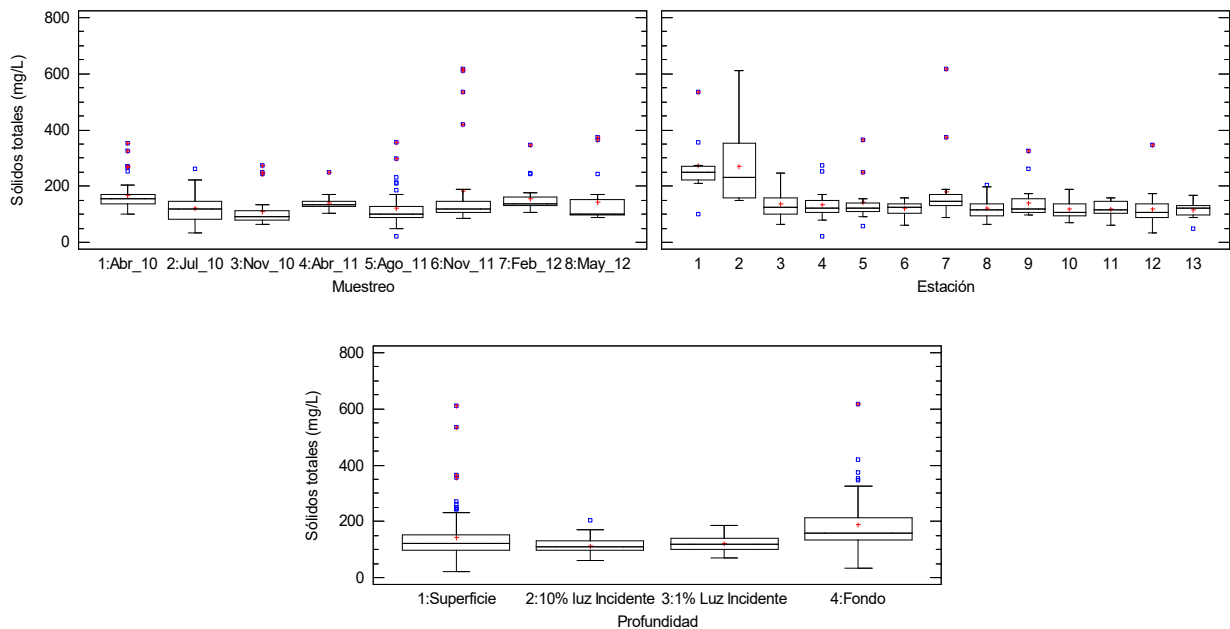 Sólidos totales (mg/L)
800
600
400
200
0
1:Abr_10 2:Jul_10 3:Nov_10 4:Abr_11 5:Ago_11 6:Nov_11 7:Feb_12 8:May_12
Muestreo
1 2 3 4 5 6 7 8 9 10 11 12 13
Estación
Sólidos totales (mg/L)
800
600
400
200
0
1:Superficie 2:10% luz Incidente 3:1% Luz Incidente 4:Fondo
Profundidad